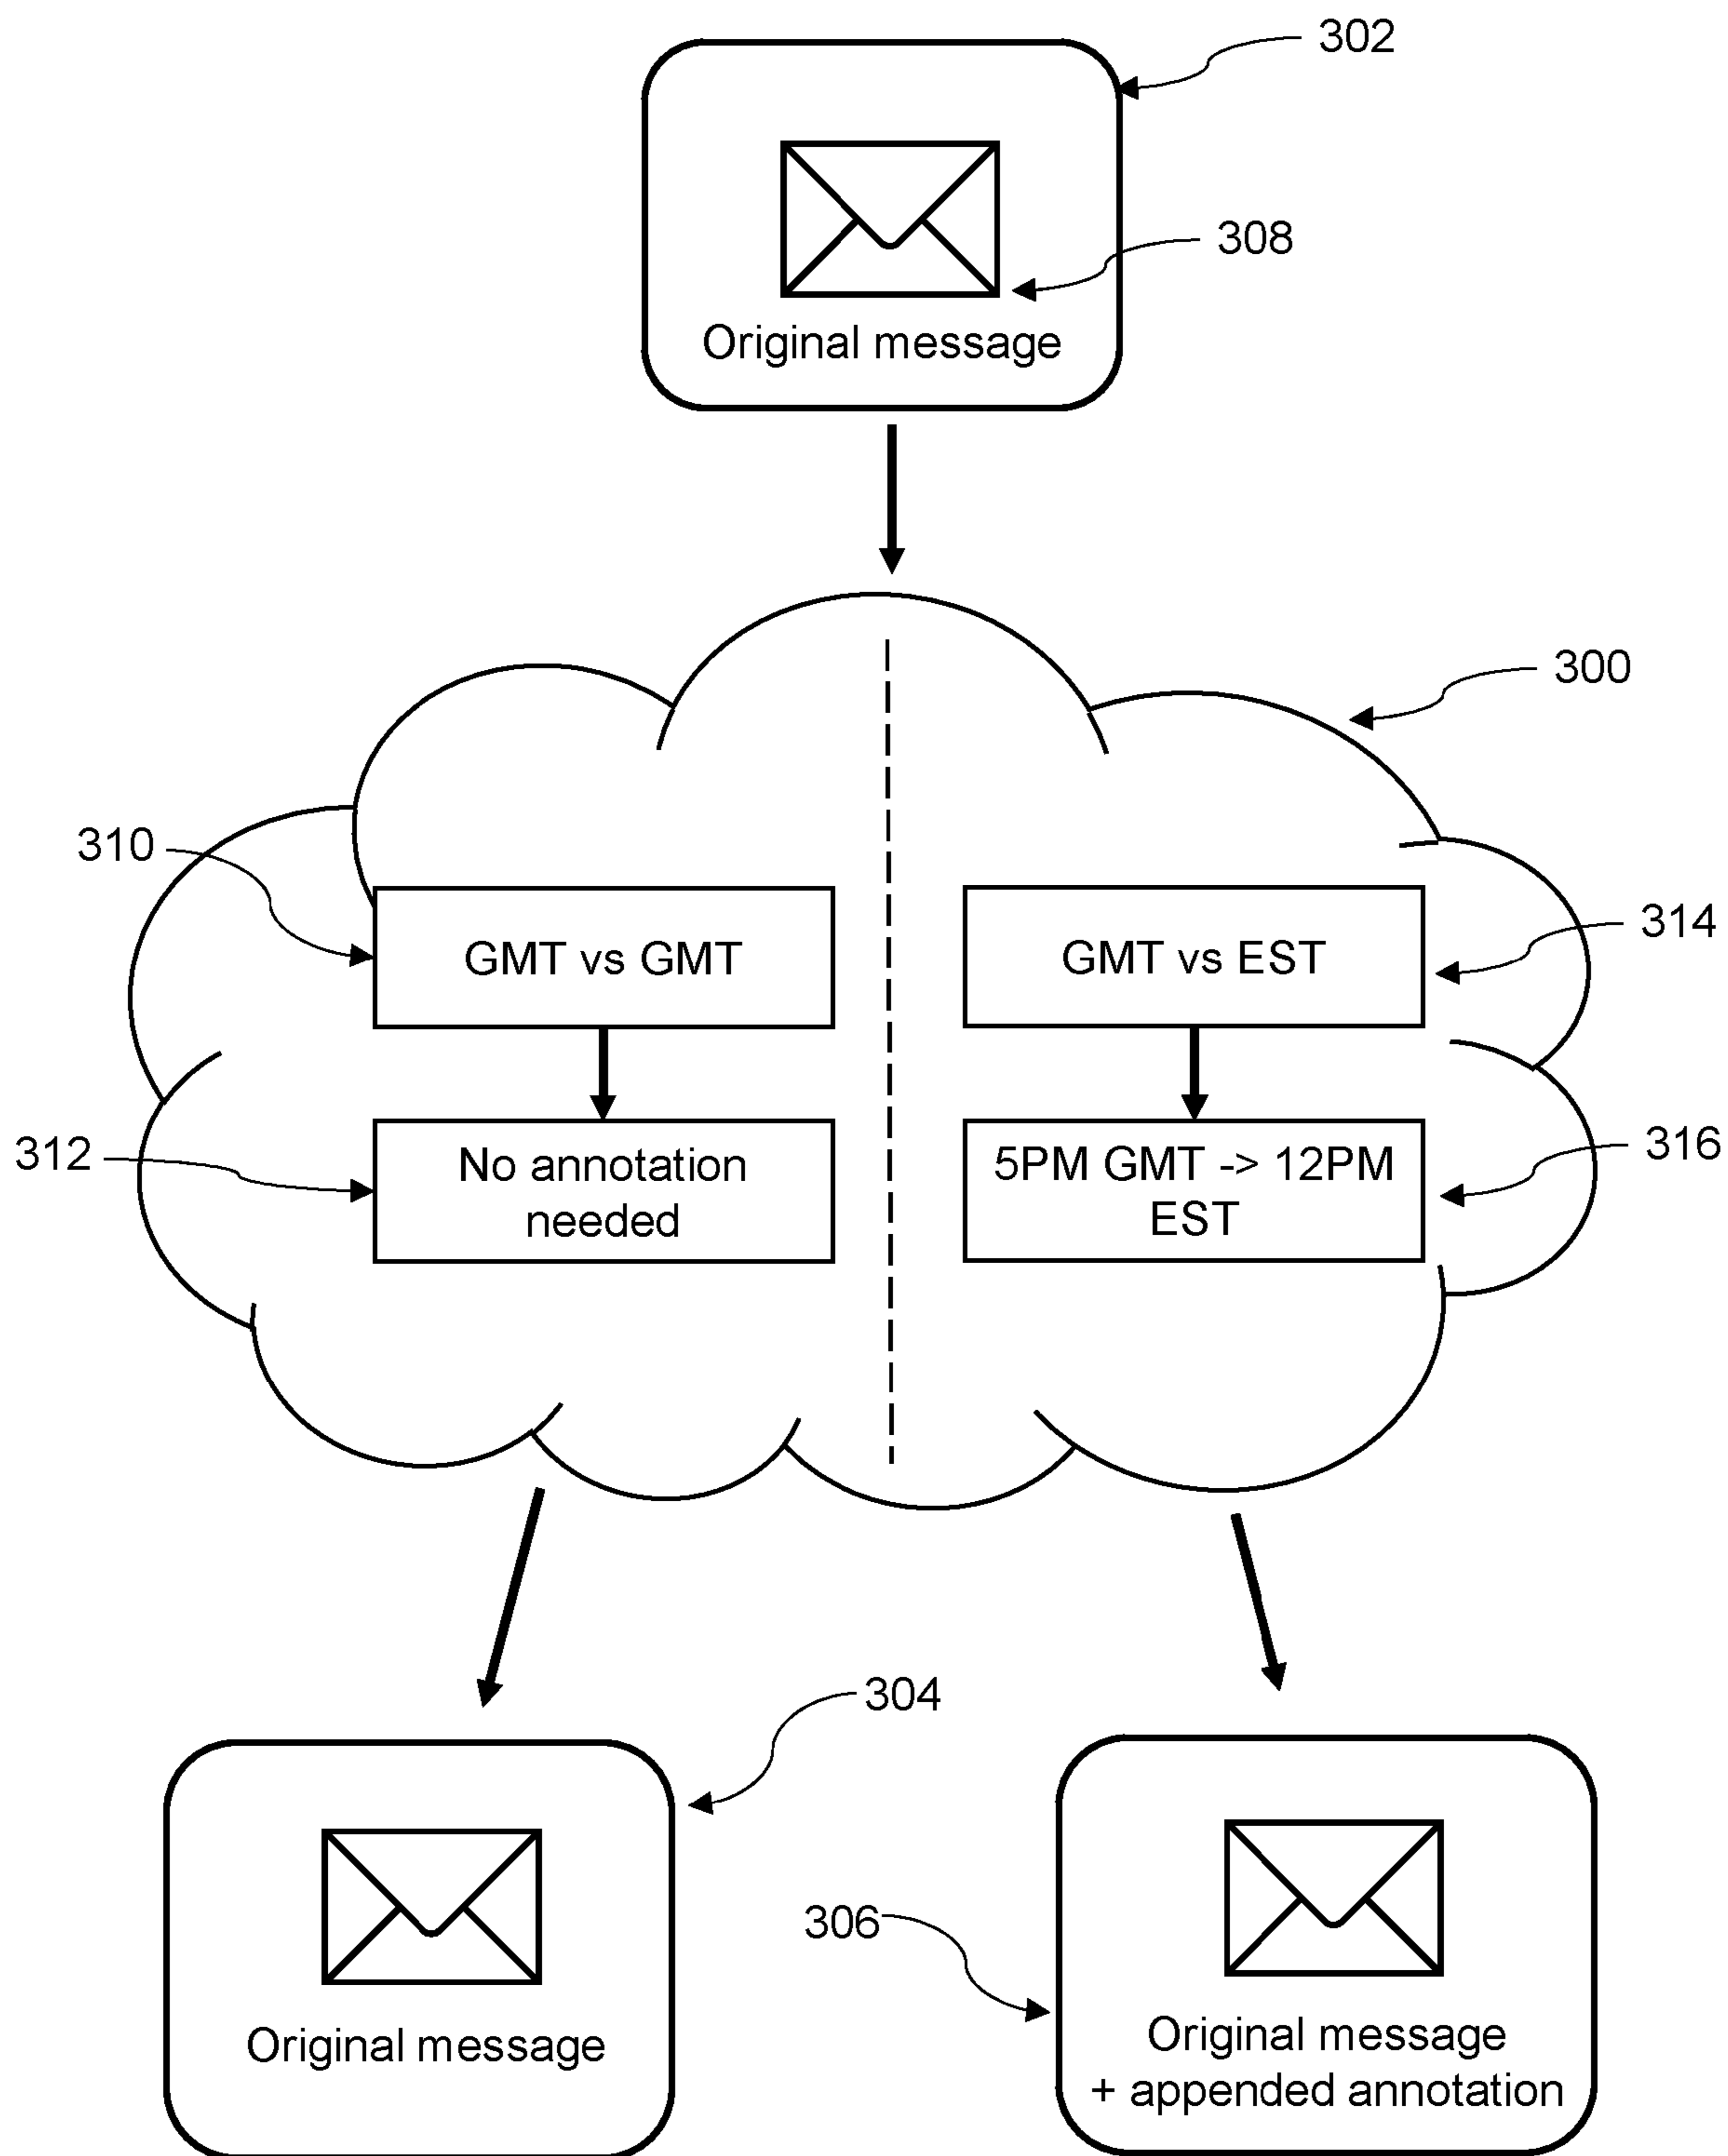 302
308
Original message
300
310
GMT vs GMT
GMT vs EST
314
312
No annotation
needed
5PM GMT -> 12PM
EST
316
304
Original message
306
Original message
+ appended annotation